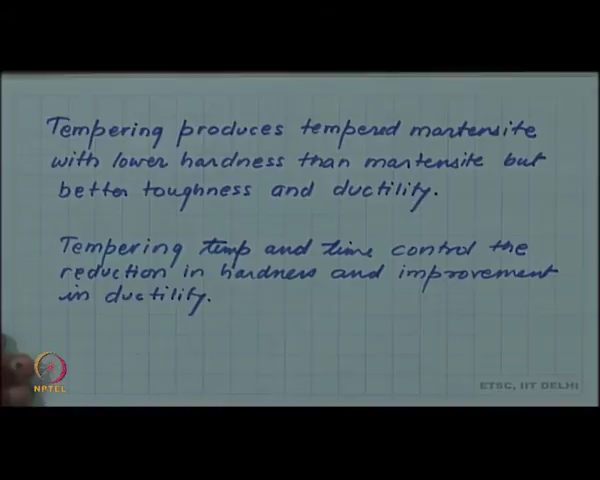 Tempering produces tempered martensite
with lower hardness than martensite but
better toughness and ductility.
Tempering temp and time control the
reduction in hardness and improvement
in ductility.
NPTEL
ETSC, IIT DELHI